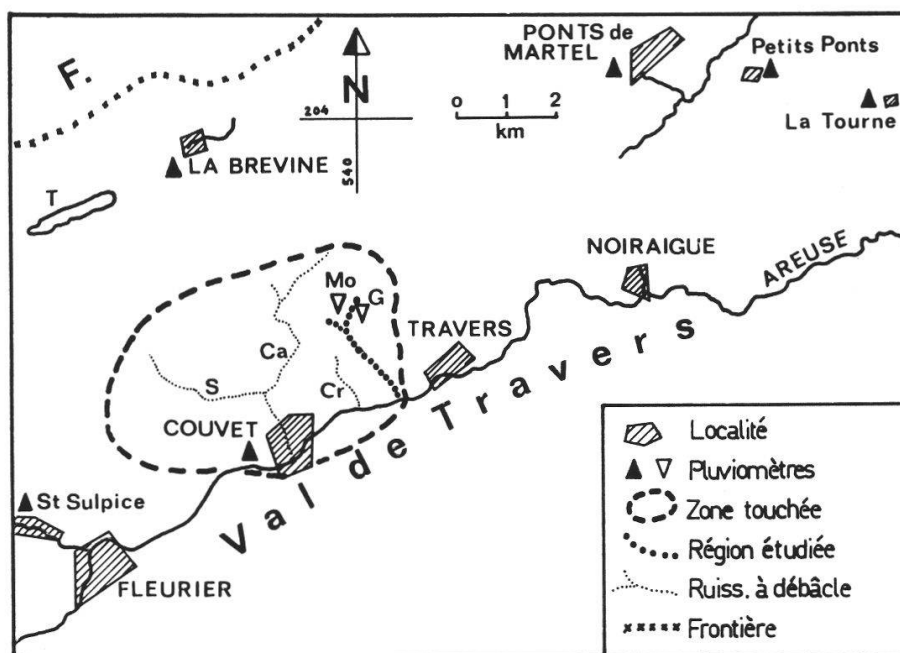 PONTS de
MARTEL
Petits Ponts
La Tourne
F.
N
204
540
0 1 2
km
LA BREVINE
T
NOIRAIGUE
AREUSE
Mo
G
TRAVERS
Ca
S
Cr
COUVET
Val de Travers
St Sulpice
FLEURIER
Localité
Pluviomètres
Zone touchée
Région étudiée
Ruiss. à débâcle
Frontière